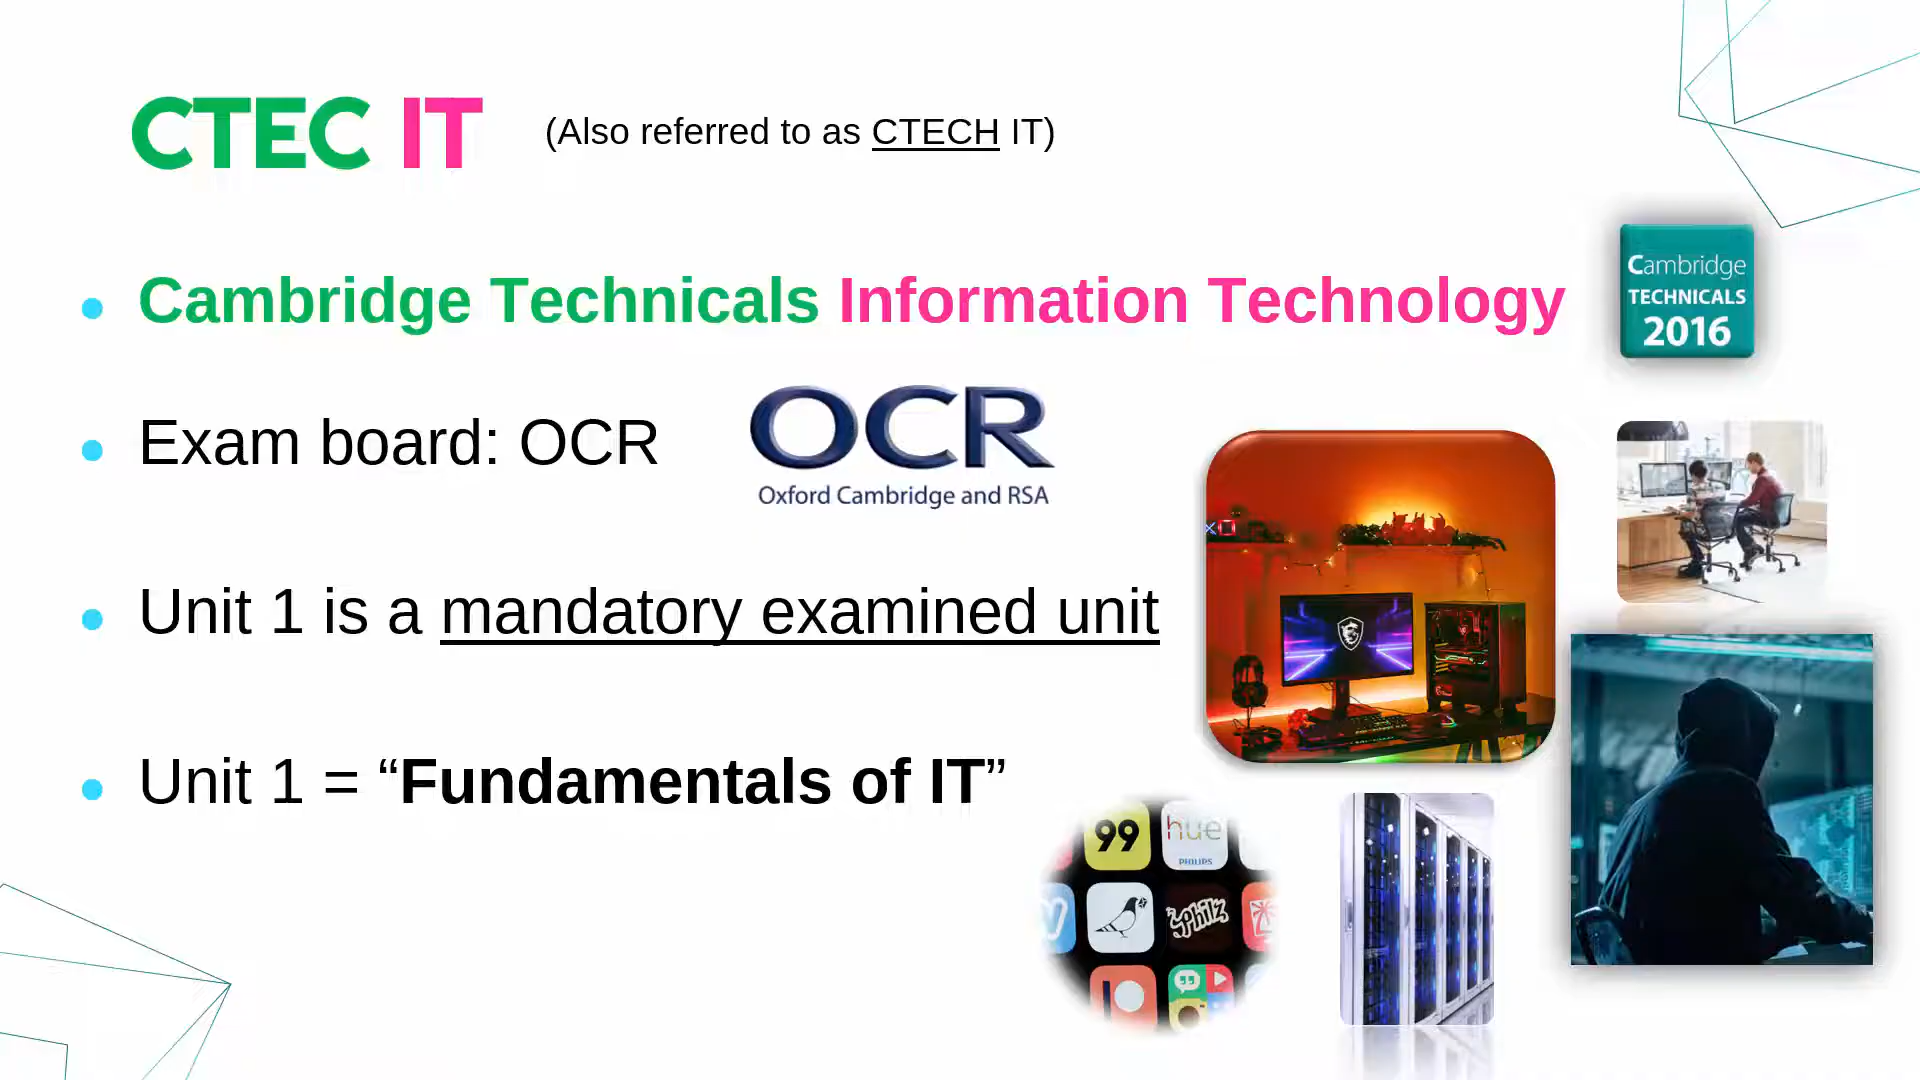 CTEC IT (Also referred to as CTECH IT)
Cambridge Technicals Information Technology
Cambridge
TECHNICALS
2016
Exam board: OCR
OCR
Oxford Cambridge and RSA
Unit 1 is a mandatory examined unit
Unit 1 = “Fundamentals of IT”
99
hue
PHILIPS
Philz